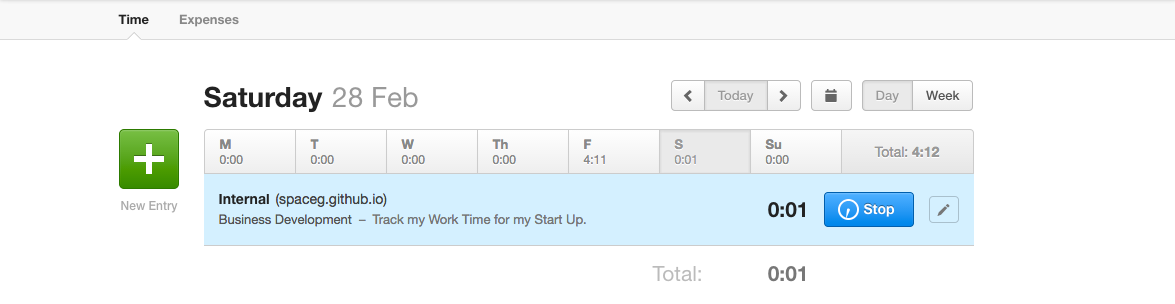 Time Expenses
Saturday 28 Feb Today Day Week
M T W Th F S Su Total: 4:12
0:00 0:00 0:00 0:00 4:11 0:01 0:00
New Entry
Internal (spaceg.github.io)
Business Development – Track my Work Time for my Start Up.
0:01 Stop
Total: 0:01